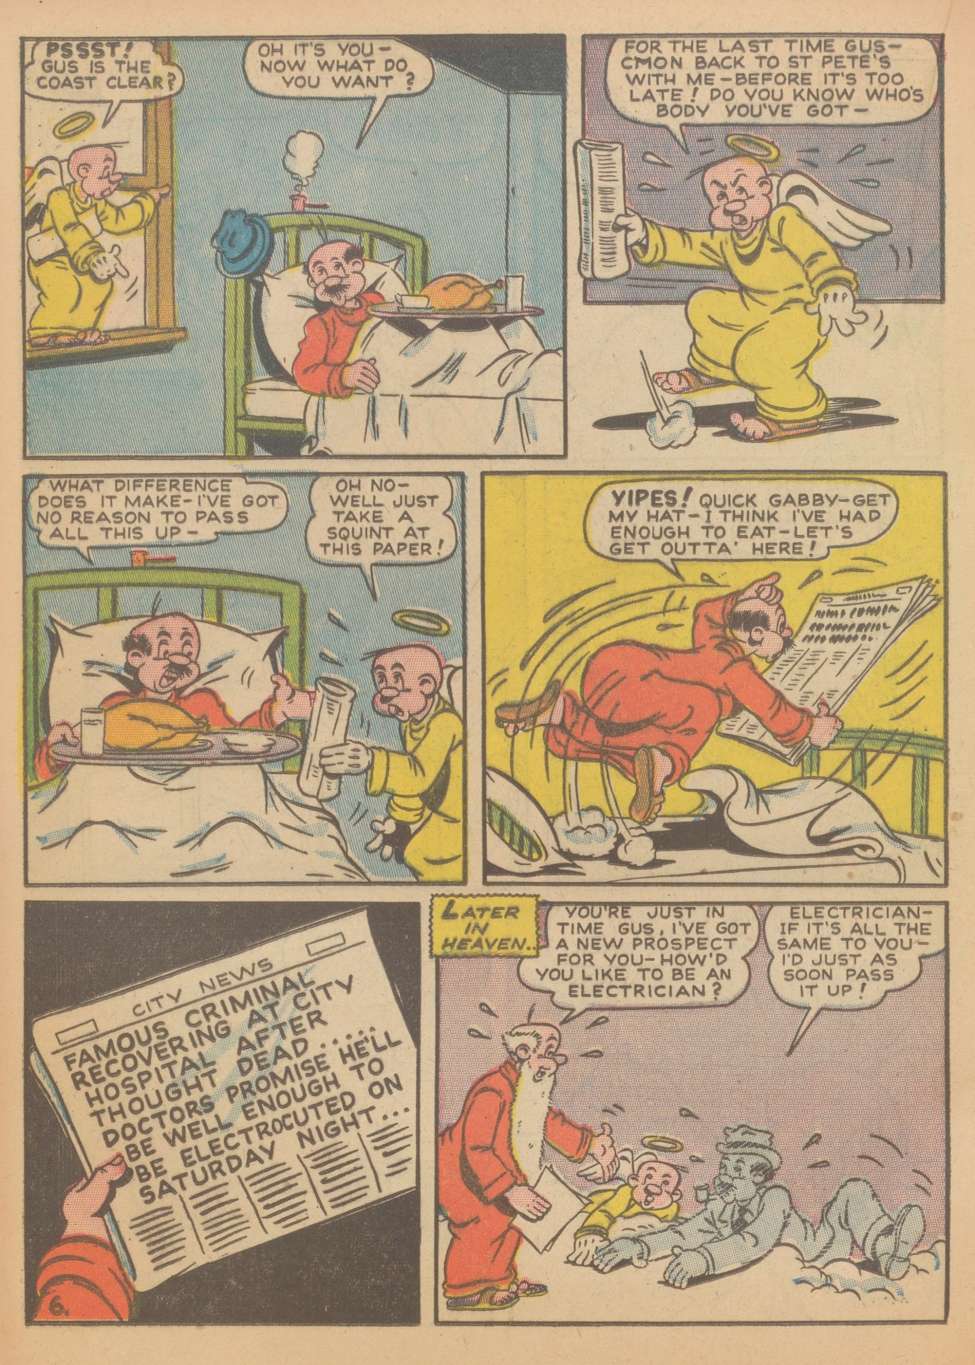 PSSST!
GUS IS THE
COAST CLEAR?
OH IT'S YOU-
NOW WHAT DO
YOU WANT?
FOR THE LAST TIME GUS-
C'MON BACK TO ST PETE'S
WITH ME-BEFORE IT'S TOO
LATE! DO YOU KNOW WHO'S
BODY YOU'VE GOT-
WHAT DIFFERENCE
DOES IT MAKE-I'VE GOT
NO REASON TO PASS
ALL THIS UP-
OH NO-
WELL JUST
TAKE A
SQUINT AT
THIS PAPER!
YIPES! QUICK GABBY-GET
MY HAT-I THINK I'VE HAD
ENOUGH TO EAT-LET'S
GET OUTTA' HERE!
CITY NEWS
FAMOUS CRIMINAL
RECOVERING AT CITY
HOSPITAL AFTER
THOUGHT DEAD.....
DOCTORS PROMISE HE'LL
BE WELL ENOUGH TO
BE ELECTROCUTED ON
SATURDAY NIGHT...
6.
LATER
IN
HEAVEN..
YOU'RE JUST IN
TIME GUS, I'VE GOT
A NEW PROSPECT
FOR YOU-HOW'D
YOU LIKE TO BE AN
ELECTRICIAN?
ELECTRICIAN-
IF IT'S ALL THE
SAME TO YOU-
I'D JUST AS
SOON PASS
IT UP!